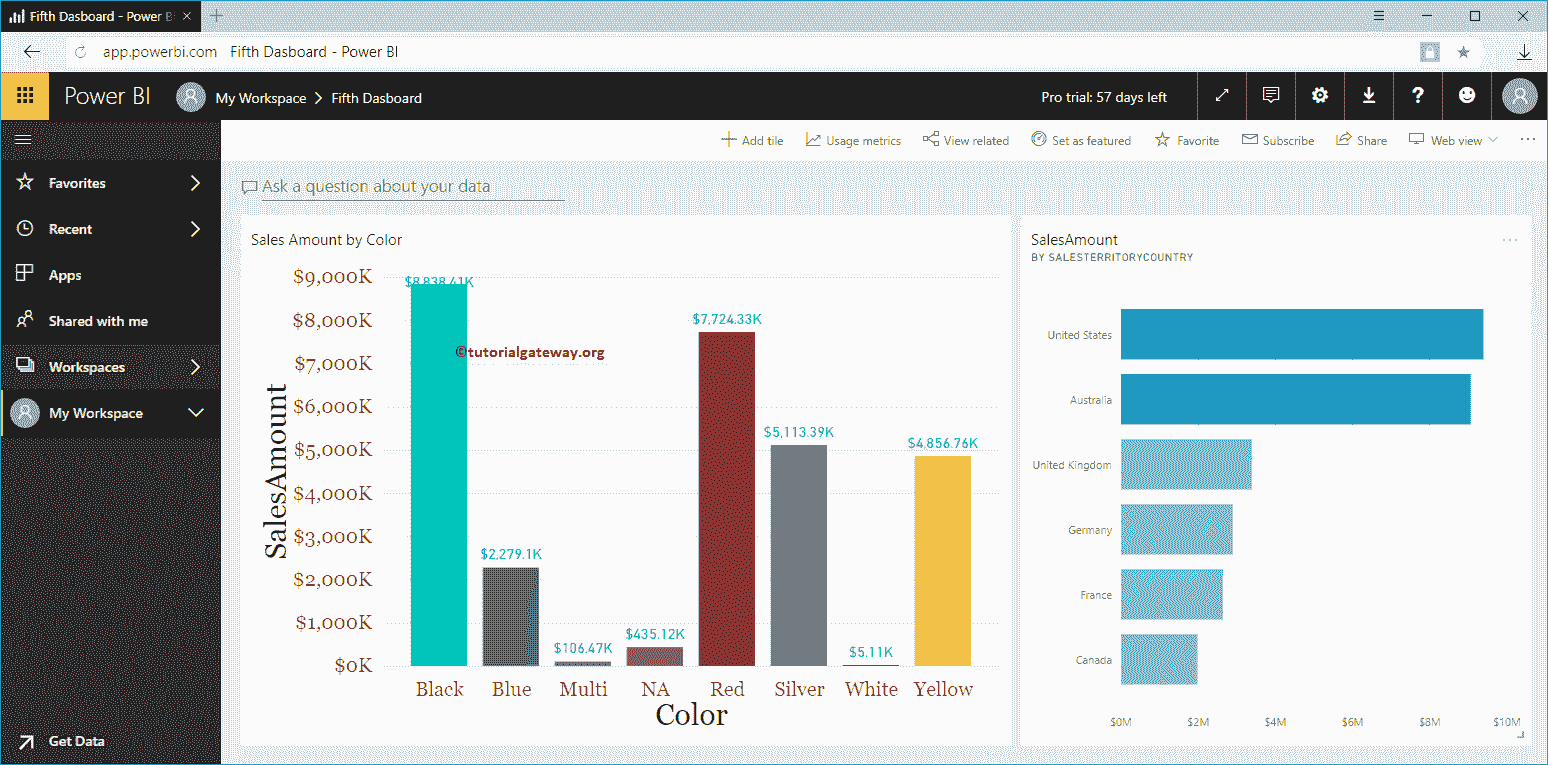 Fifth Dasboard - Power B
app.powerbi.com Fifth Dasboard - Power BI
Power BI My Workspace > Fifth Dasboard Pro trial: 57 days left ?
Add tile Usage metrics View related Set as featured Favorite Subscribe Share Web view ...
Favorites
Recent
Apps
Shared with me
Workspaces
My Workspace
Get Data
Ask a question about your data
Sales Amount by Color
SalesAmount
$9,000K
$8,000K
$7,000K
$6,000K
$5,000K
$4,000K
$3,000K
$2,000K
$1,000K
$0K
$8,838.41K
$2,279.1K
$106.47K
$435.12K
$7,724.33K
$5,113.39K
$5.11K
$4,856.76K
©tutorialgateway.org
Black Blue Multi NA Red Silver White Yellow
Color
SalesAmount ...
BY SALESTERRITORYCOUNTRY
United States
Australia
United Kingdom
Germany
France
Canada
$0M $2M $4M $6M $8M $10M